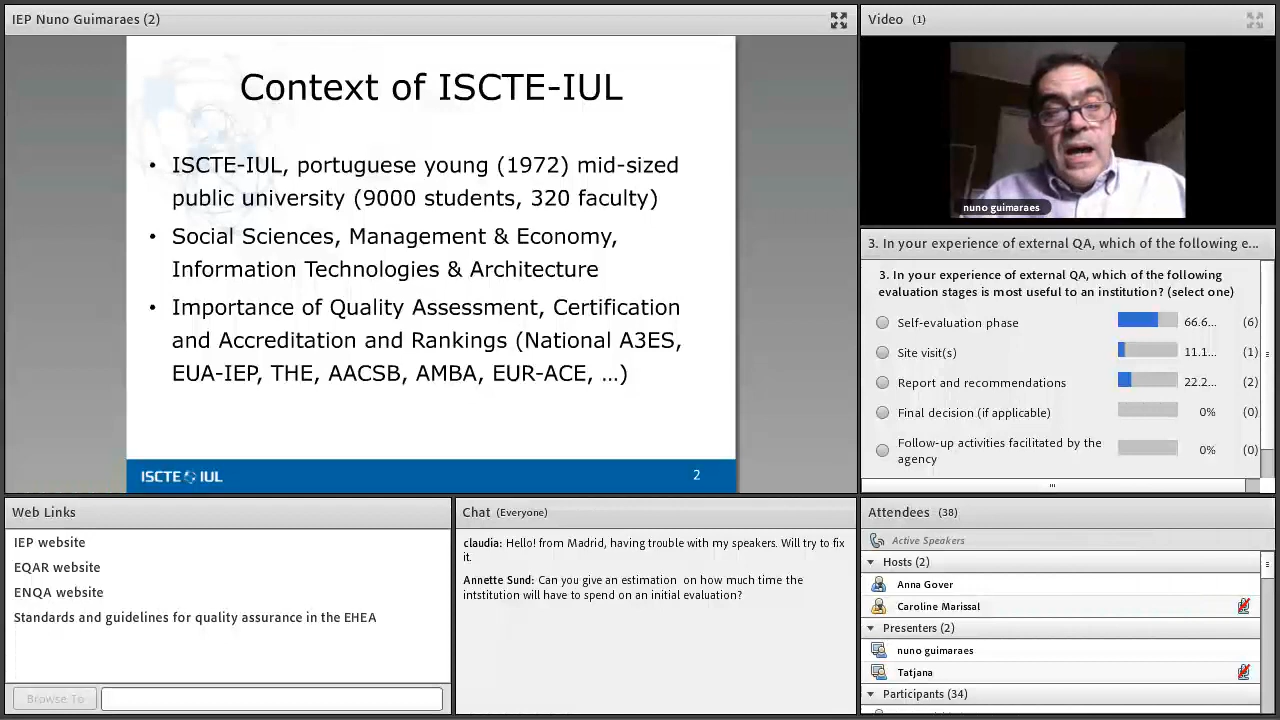 IEP Nuno Guimaraes (2)
Context of ISCTE-IUL
• ISCTE-IUL, portuguese young (1972) mid-sized
public university (9000 students, 320 faculty)
• Social Sciences, Management & Economy,
Information Technologies & Architecture
• Importance of Quality Assessment, Certification
and Accreditation and Rankings (National A3ES,
EUA-IEP, THE, AACSB, AMBA, EUR-ACE, ...)
ISCTE IUL
2
Video (1)
nuno guimaraes
3. In your experience of external QA, which of the following e...
3. In your experience of external QA, which of the following
evaluation stages is most useful to an institution? (select one)
Self-evaluation phase 66.6... (6)
Site visit(s) 11.1... (1)
Report and recommendations 22.2... (2)
Final decision (if applicable) 0% (0)
Follow-up activities facilitated by the
agency 0% (0)
Web Links
IEP website
EQAR website
ENQA website
Standards and guidelines for quality assurance in the EHEA
Browse To
Chat (Everyone)
claudia: Hello! from Madrid, having trouble with my speakers. Will try to fix
it.
Annette Sund: Can you give an estimation on how much time the
intstitution will have to spend on an initial evaluation?
Attendees (38)
Active Speakers
Hosts (2)
Anna Gover
Caroline Marissal
Presenters (2)
nuno guimaraes
Tatjana
Participants (34)